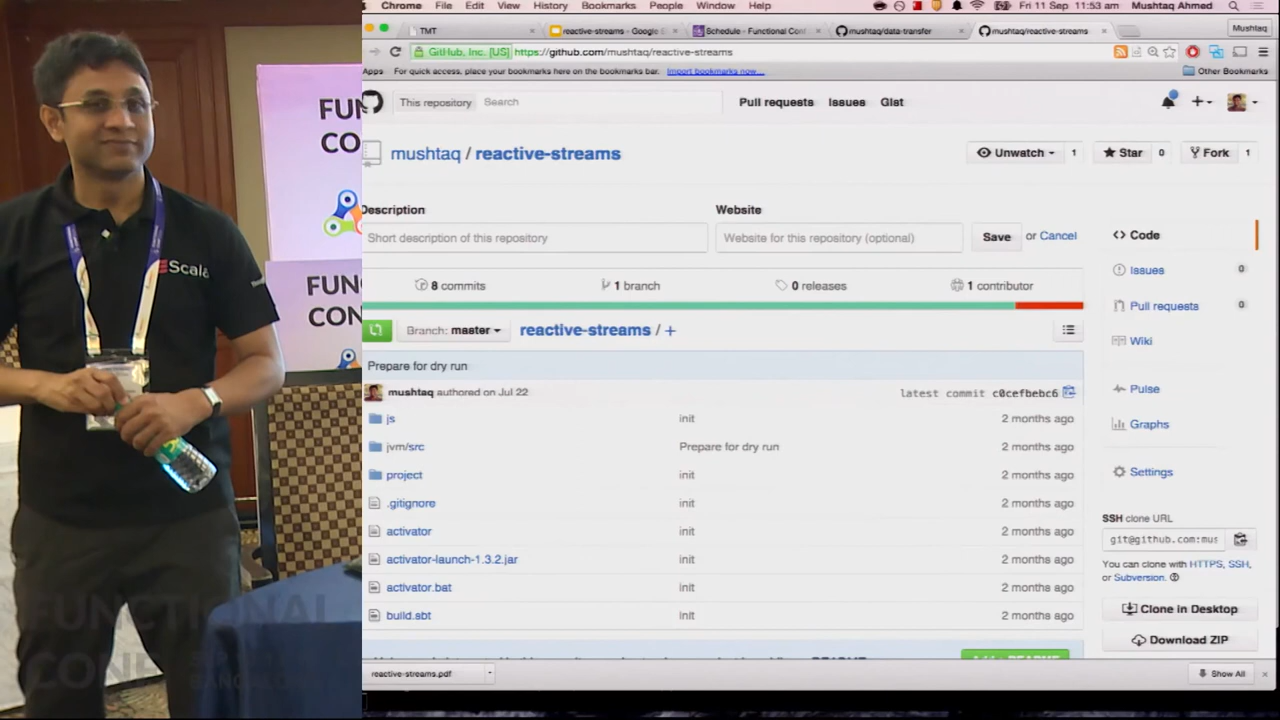 Chrome File Edit View History Bookmarks People Window Help Fri 11 Sep 11:53 am Mushtaq Ahmed
TMT reactive-streams - Google S Schedule - Functional Conf mushtaq/data-transfer mushtaq/reactive-streams Mushtaq
GitHub, Inc. [US] https://github.com/mushtaq/reactive-streams
Apps For quick access, place your bookmarks here on the bookmarks bar. Import bookmarks now... Other Bookmarks
This repository Search Pull requests Issues Gist
mushtaq / reactive-streams Unwatch 1 Star 0 Fork 1
Description Website
Short description of this repository Website for this repository (optional) Save or Cancel
8 commits 1 branch 0 releases 1 contributor
Branch: master reactive-streams / +
Prepare for dry run
mushtaq authored on Jul 22 latest commit c0cefbebc6
js init 2 months ago
jvm/src Prepare for dry run 2 months ago
project init 2 months ago
.gitignore init 2 months ago
activator init 2 months ago
activator-launch-1.3.2.jar init 2 months ago
activator.bat init 2 months ago
build.sbt init 2 months ago
Code
Issues 0
Pull requests 0
Wiki
Pulse
Graphs
Settings
SSH clone URL
git@github.com:mus
You can clone with HTTPS, SSH,
or Subversion.
Clone in Desktop
Download ZIP
reactive-streams.pdf Show All
FUN
CO
FUN
CON
Scala
FUNCTIONAL
CONF